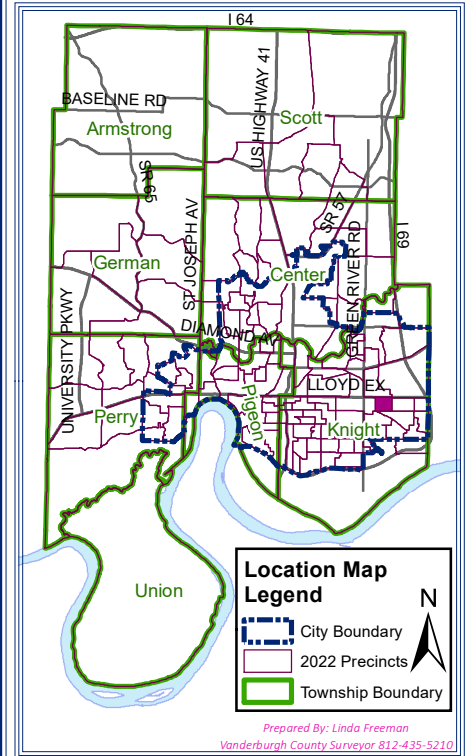 I 64
BASELINE RD
Armstrong
US HIGHWAY 41
Scott
SR 65
ST JOSEPH AV
SR 57
I 69
German
Center
GREEN RIVER RD
UNIVERSITY PKWY
DIAMOND AV
LLOYD EX
Perry
Pigeon
Knight
Union
Location Map
Legend
N
City Boundary
2022 Precincts
Township Boundary
Prepared By: Linda Freeman
Vanderburgh County Surveyor 812-435-5210